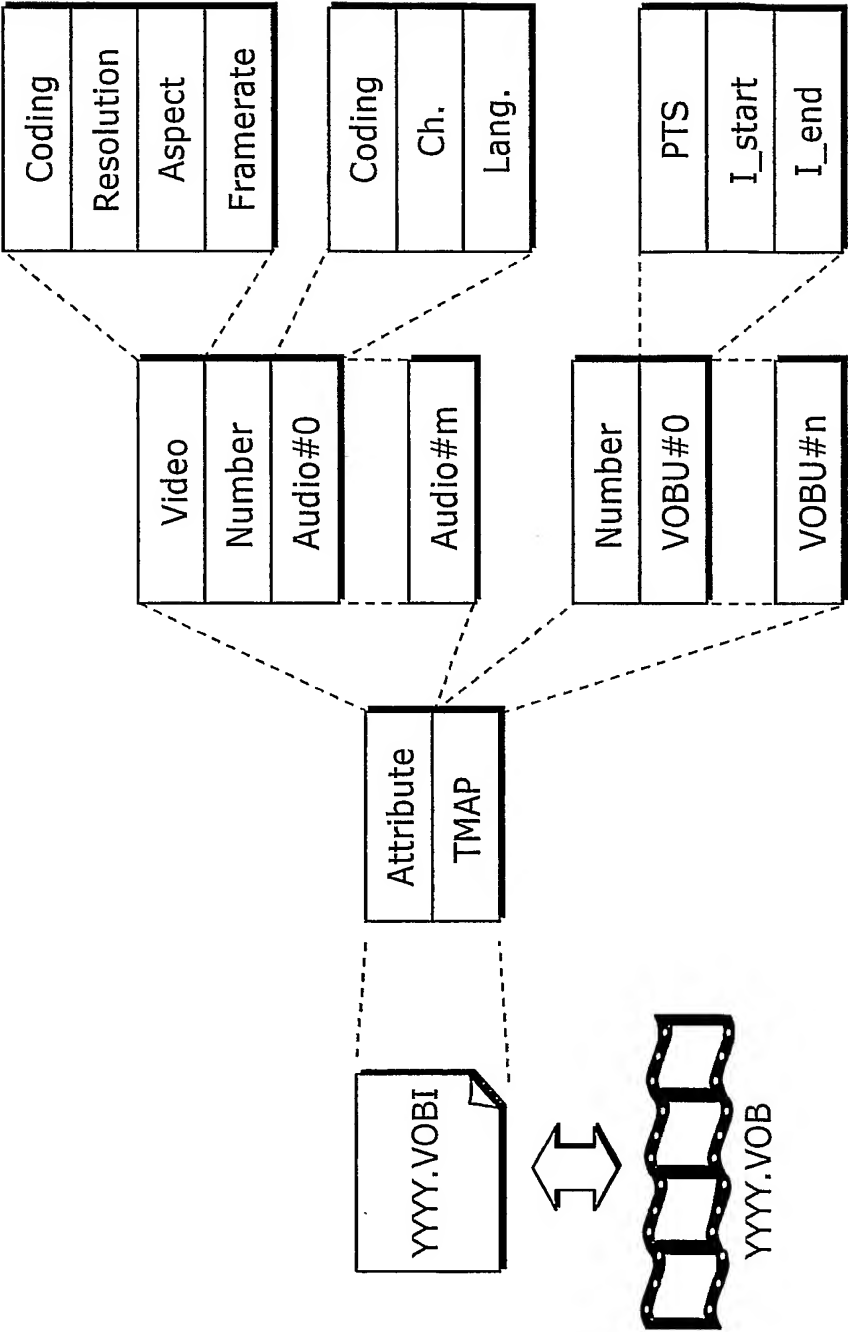 YYYY.VOBI
YYYY.VOB
Attribute
TMAP
Video
Number
Audio#0
Audio#m
Number
VOBU#0
VOBU#n
Coding
Resolution
Aspect
Framerate
Coding
Ch.
Lang.
PTS
I_start
I_end